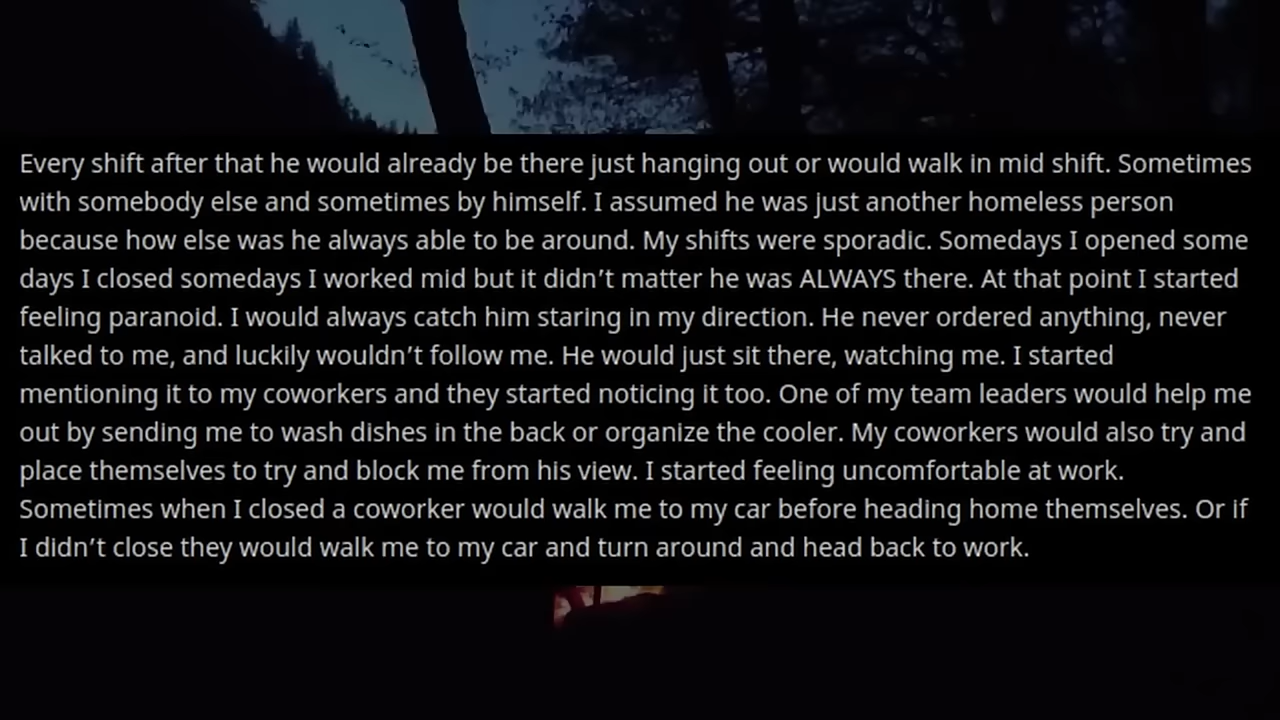 Every shift after that he would already be there just hanging out or would walk in mid shift. Sometimes
with somebody else and sometimes by himself. I assumed he was just another homeless person
because how else was he always able to be around. My shifts were sporadic. Somedays I opened some
days I closed somedays I worked mid but it didn’t matter he was ALWAYS there. At that point I started
feeling paranoid. I would always catch him staring in my direction. He never ordered anything, never
talked to me, and luckily wouldn’t follow me. He would just sit there, watching me. I started
mentioning it to my coworkers and they started noticing it too. One of my team leaders would help me
out by sending me to wash dishes in the back or organize the cooler. My coworkers would also try and
place themselves to try and block me from his view. I started feeling uncomfortable at work.
Sometimes when I closed a coworker would walk me to my car before heading home themselves. Or if
I didn’t close they would walk me to my car and turn around and head back to work.